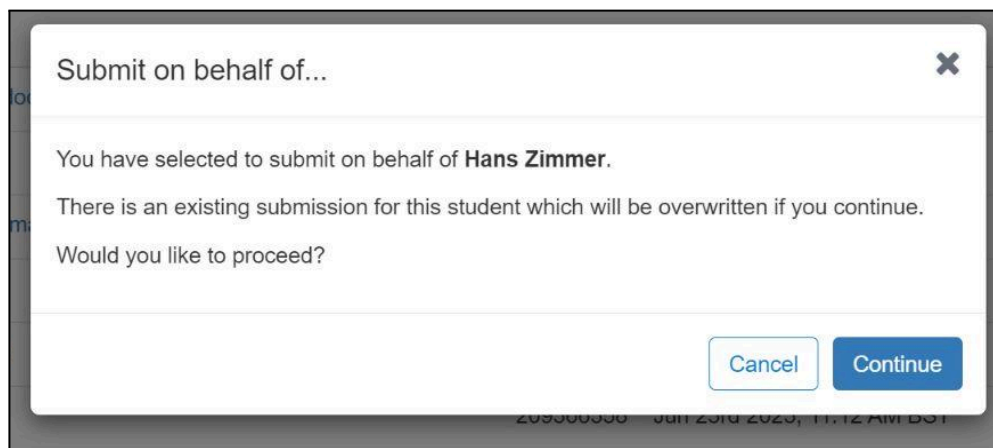 Submit on behalf of...
You have selected to submit on behalf of Hans Zimmer.
There is an existing submission for this student which will be overwritten if you continue.
Would you like to proceed?
Cancel
Continue